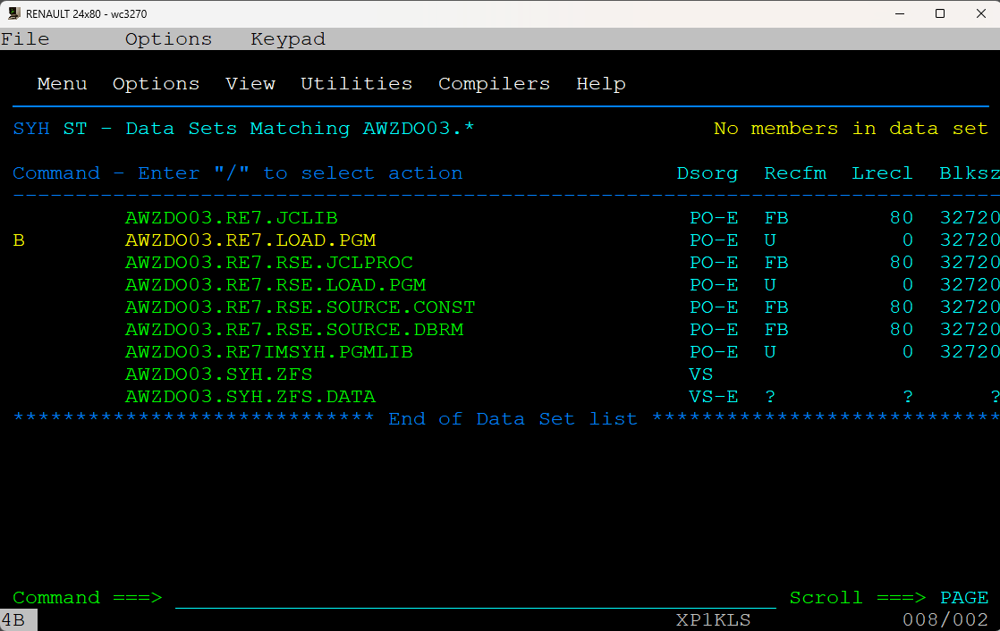 RENAULT 24x80 - wc3270
File Options Keypad
Menu Options View Utilities Compilers Help
SYH ST - Data Sets Matching AWZDO03.* No members in data set
Command - Enter "/" to select action Dsorg Recfm Lrecl Blksz
-------------------------------------------------------------------------------
AWZDO03.RE7.JCLIB PO-E FB 80 32720
B AWZDO03.RE7.LOAD.PGM PO-E U 0 32720
AWZDO03.RE7.RSE.JCLPROC PO-E FB 80 32720
AWZDO03.RE7.RSE.LOAD.PGM PO-E U 0 32720
AWZDO03.RE7.RSE.SOURCE.CONST PO-E FB 80 32720
AWZDO03.RE7.RSE.SOURCE.DBRM PO-E FB 80 32720
AWZDO03.RE7IMSYH.PGMLIB PO-E U 0 32720
AWZDO03.SYH.ZFS VS
AWZDO03.SYH.ZFS.DATA VS-E ? ? ?
***************************** End of Data Set list ****************************
Command ===> Scroll ===> PAGE
4B XP1KLS 008/002